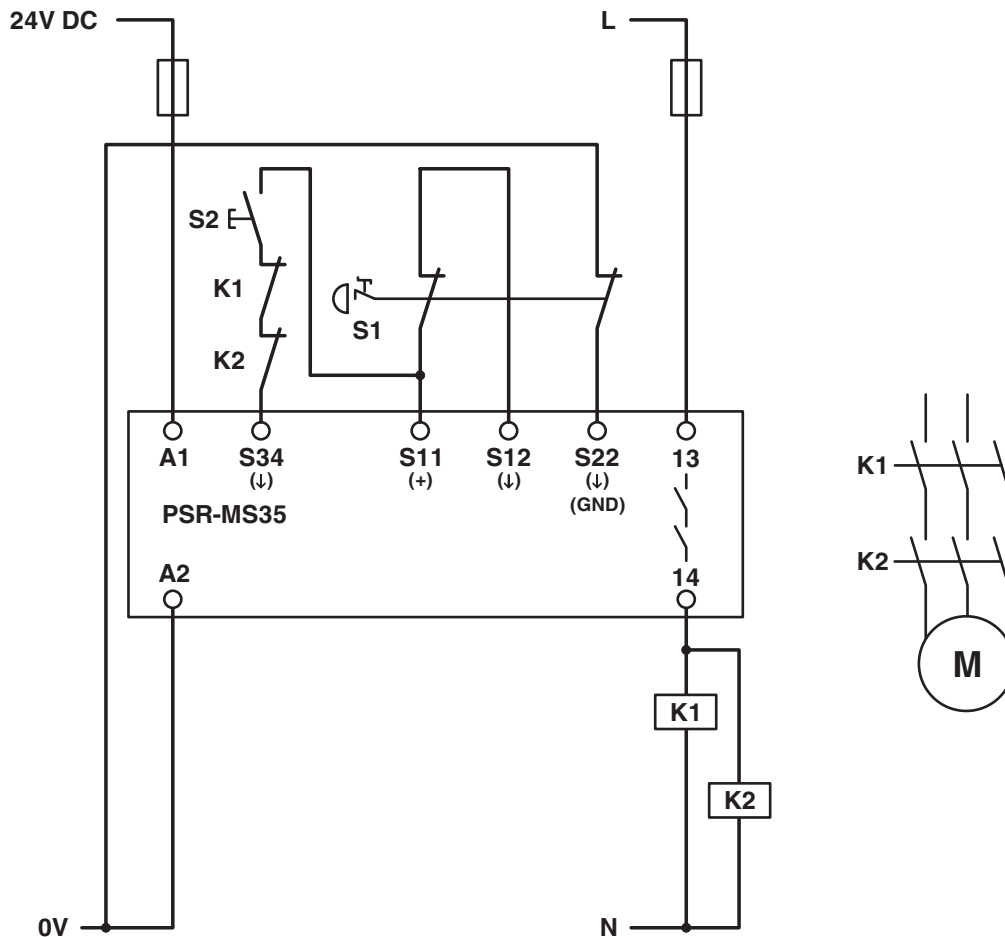 24V DC
L
S2
K1
S1
K2
A1
S34
(↓)
S11
(+)
S12
(↓)
S22
(↓)
(GND)
13
PSR-MS35
A2
14
K1
K2
0V
N
K1
K2
M